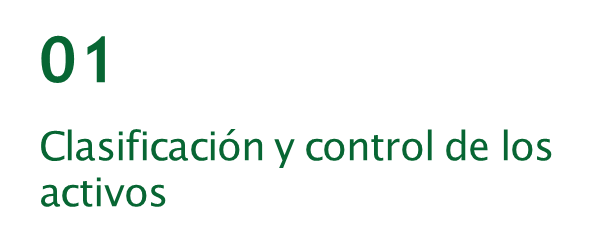 01
Clasificación y control de los
activos